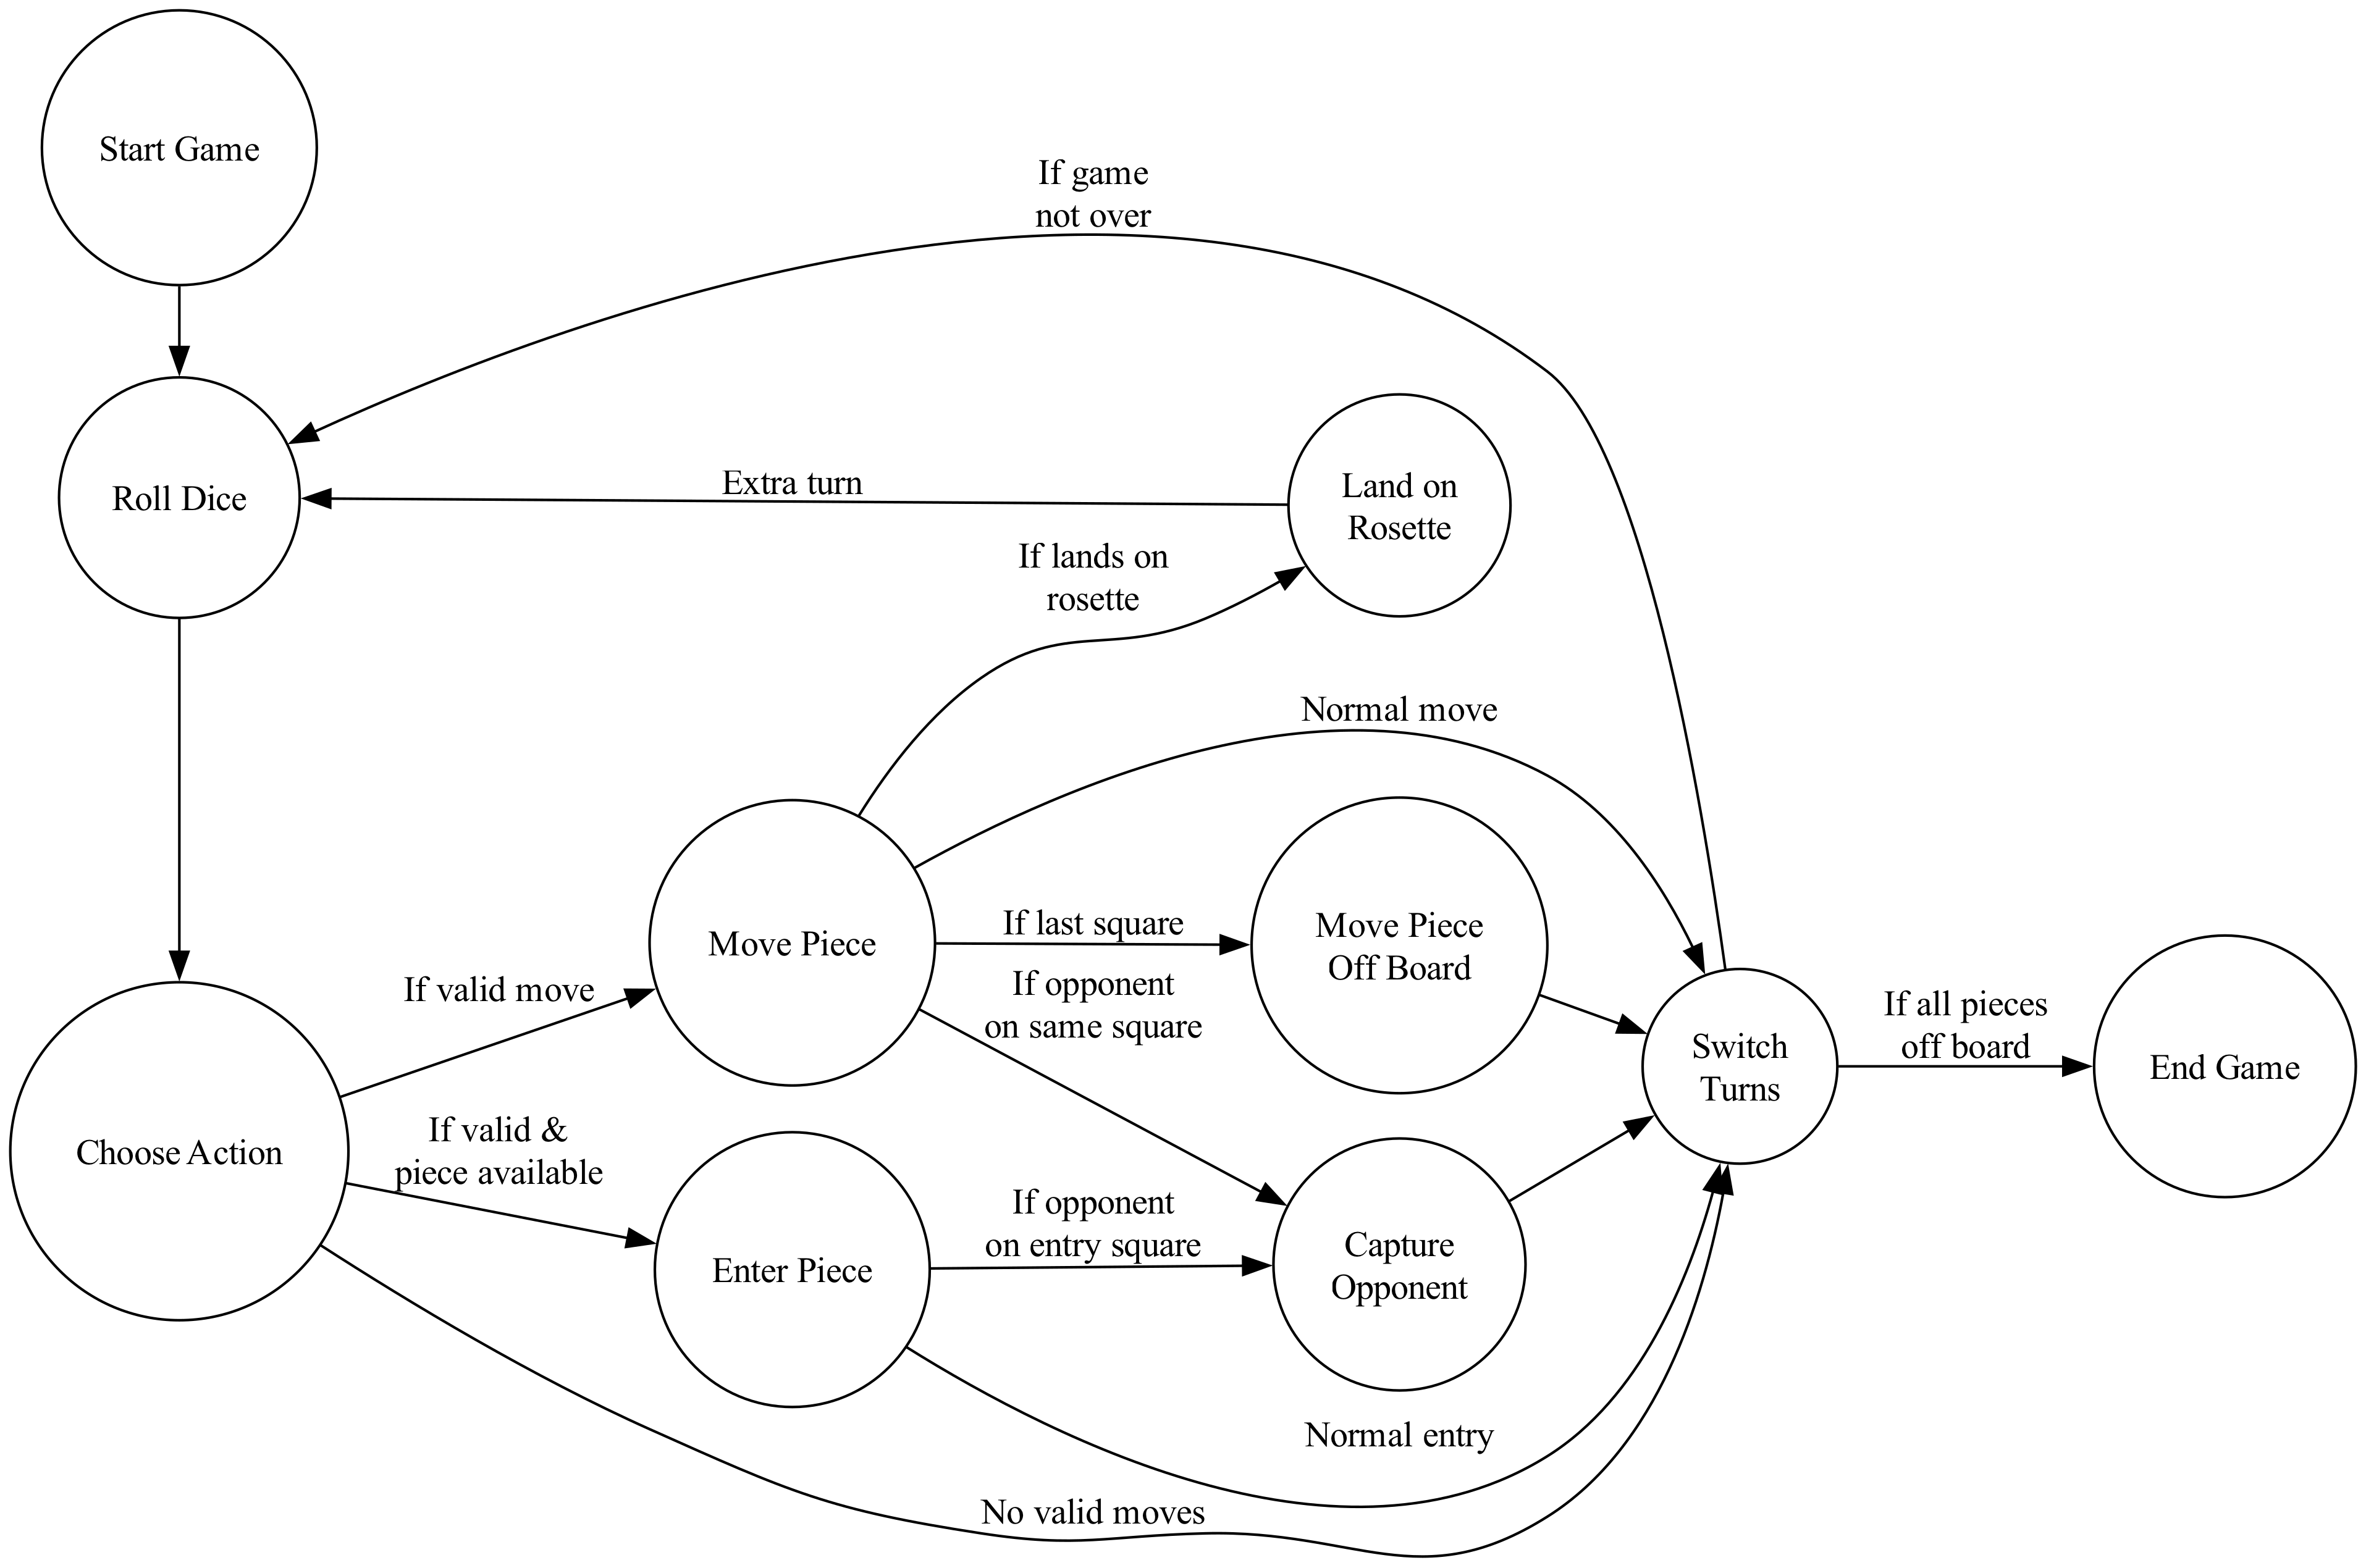 Start Game
If game
not over
Roll Dice
Extra turn
Land on
Rosette
If lands on
rosette
Normal move
Move Piece
If last square
Move Piece
Off Board
If opponent
on same square
If valid move
Choose Action
If valid &
piece available
Enter Piece
If opponent
on entry square
Capture
Opponent
Switch
Turns
If all pieces
off board
End Game
Normal entry
No valid moves